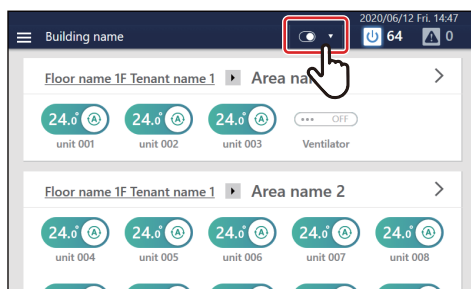 2020/06/12 Fri. 14:47
Building name 64 0
Floor name 1F Tenant name 1 Area na
24.0° A 24.0° A 24.0° A OFF
unit 001 unit 002 unit 003 Ventilator
Floor name 1F Tenant name 1 Area name 2
24.0° A 24.0° A 24.0° A 24.0° A 24.0° A
unit 004 unit 005 unit 006 unit 007 unit 008